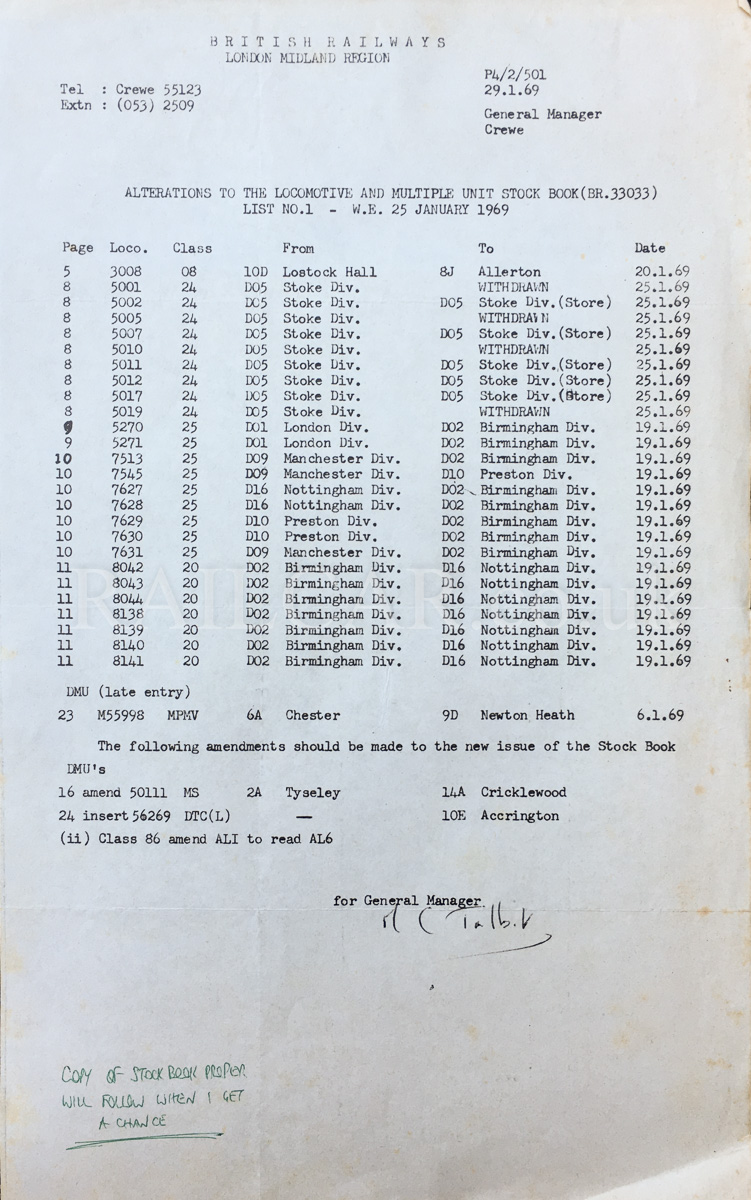 BRITISH RAILWAYS
LONDON MIDLAND REGION
P4/2/501
Tel : Crewe 55123 29.1.69
Extn : (053) 2509
General Manager
Crewe
ALTERATIONS TO THE LOCOMOTIVE AND MULTIPLE UNIT STOCK BOOK(BR.33033)
LIST NO.1 - W.E. 25 JANUARY 1969
Page Loco. Class From To Date
5 3008 08 10D Lostock Hall 8J Allerton 20.1.69
8 5001 24 D05 Stoke Div. WITHDRAWN 25.1.69
8 5002 24 D05 Stoke Div. D05 Stoke Div.(Store) 25.1.69
8 5005 24 D05 Stoke Div. WITHDRAWN 25.1.69
8 5007 24 D05 Stoke Div. D05 Stoke Div.(Store) 25.1.69
8 5010 24 D05 Stoke Div. WITHDRAWN 25.1.69
8 5011 24 D05 Stoke Div. D05 Stoke Div.(Store) 25.1.69
8 5012 24 D05 Stoke Div. D05 Stoke Div.(Store) 25.1.69
8 5017 24 D05 Stoke Div. D05 Stoke Div.(Store) 25.1.69
8 5019 24 D05 Stoke Div. WITHDRAWN 25.1.69
9 5270 25 D01 London Div. D02 Birmingham Div. 19.1.69
9 5271 25 D01 London Div. D02 Birmingham Div. 19.1.69
10 7513 25 D09 Manchester Div. D02 Birmingham Div. 19.1.69
10 7545 25 D09 Manchester Div. D10 Preston Div. 19.1.69
10 7627 25 D16 Nottingham Div. D02 Birmingham Div. 19.1.69
10 7628 25 D16 Nottingham Div. D02 Birmingham Div. 19.1.69
10 7629 25 D10 Preston Div. D02 Birmingham Div. 19.1.69
10 7630 25 D10 Preston Div. D02 Birmingham Div. 19.1.69
10 7631 25 D09 Manchester Div. D02 Birmingham Div. 19.1.69
11 8042 20 D02 Birmingham Div. D16 Nottingham Div. 19.1.69
11 8043 20 D02 Birmingham Div. D16 Nottingham Div. 19.1.69
11 8044 20 D02 Birmingham Div. D16 Nottingham Div. 19.1.69
11 8138 20 D02 Birmingham Div. D16 Nottingham Div. 19.1.69
11 8139 20 D02 Birmingham Div. D16 Nottingham Div. 19.1.69
11 8140 20 D02 Birmingham Div. D16 Nottingham Div. 19.1.69
11 8141 20 D02 Birmingham Div. D16 Nottingham Div. 19.1.69
DMU (late entry)
23 M55998 MPMV 6A Chester 9D Newton Heath 6.1.69
The following amendments should be made to the new issue of the Stock Book
DMU's
16 amend 50111 MS 2A Tyseley 14A Cricklewood
24 insert 56269 DTC(L) — 10E Accrington
(ii) Class 86 amend AL1 to read AL6
for General Manager
COPY OF STOCK BOOK PROPER
WILL FOLLOW WHEN I GET
A CHANCE